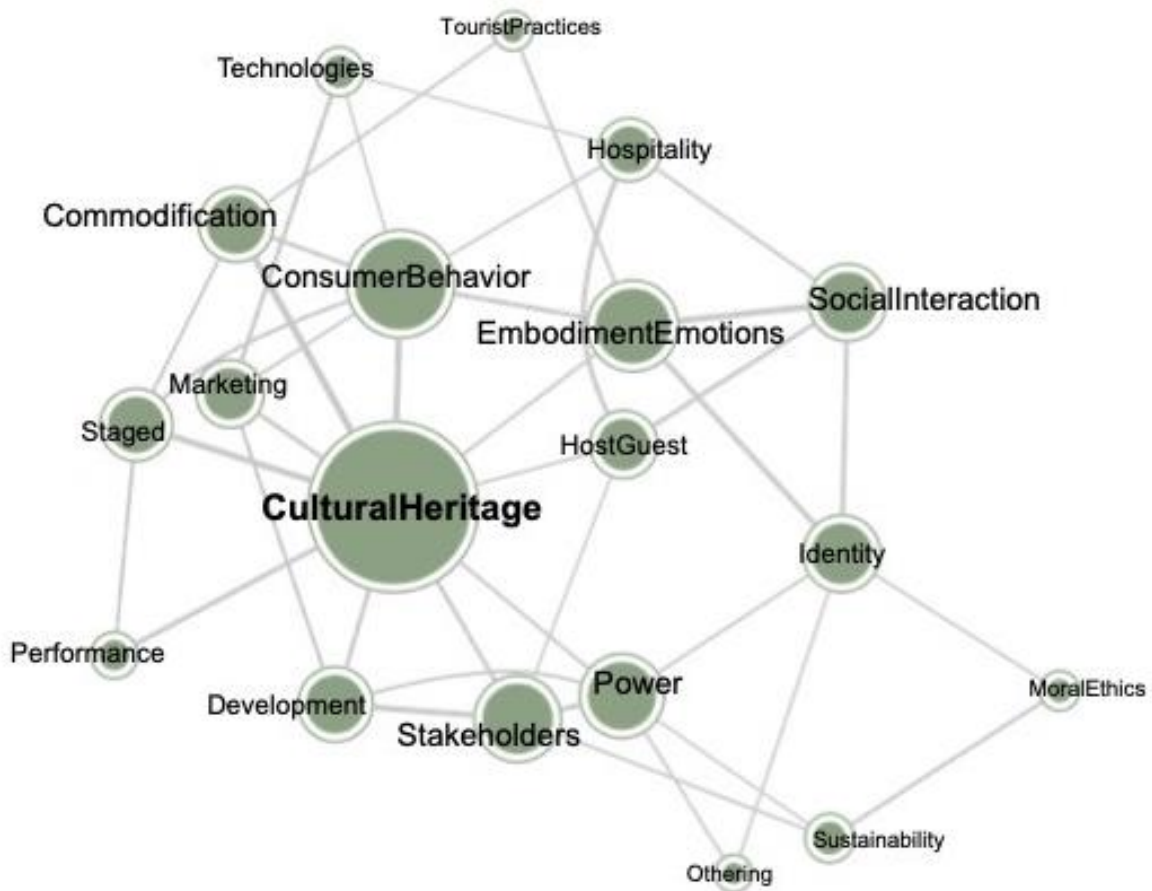 TouristPractices
Technologies
Hospitality
Commodification
ConsumerBehavior
SocialInteraction
EmbodimentEmotions
Marketing
Staged
HostGuest
CulturalHeritage
Identity
Performance
Power
MoralEthics
Development
Stakeholders
Sustainability
Othering